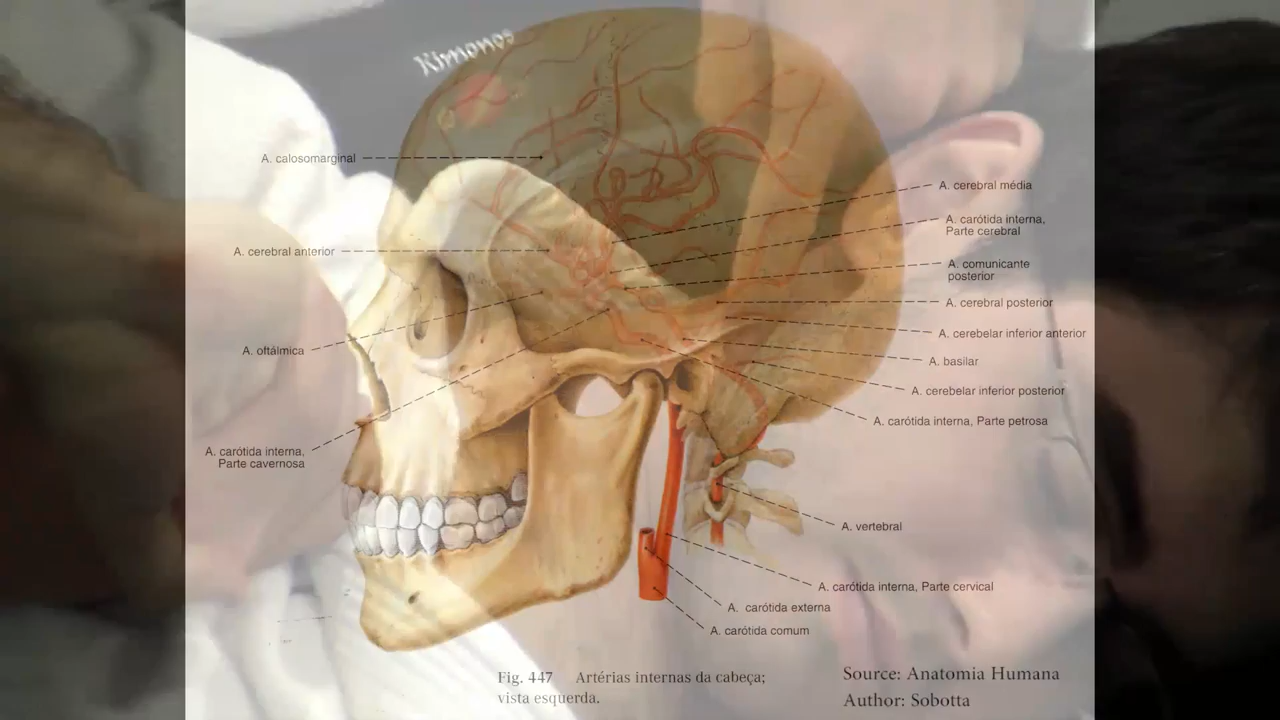 Kimonos
A. calosomarginal
A. cerebral anterior
A. oftálmica
A. carótida interna,
Parte cavernosa
A. cerebral média
A. carótida interna,
Parte cerebral
A. comunicante
posterior
A. cerebral posterior
A. cerebelar inferior anterior
A. basilar
A. cerebelar inferior posterior
A. carótida interna, Parte petrosa
A. vertebral
A. carótida interna, Parte cervical
A. carótida externa
A. carótida comum
Fig. 447 Artérias internas da cabeça;
vista esquerda.
Source: Anatomia Humana
Author: Sobotta